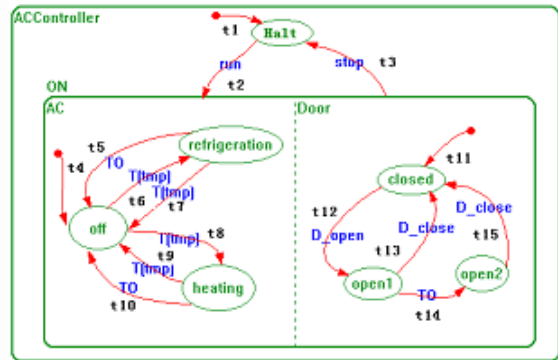 ACController
t1
Halt
run
stop
t3
t2
ON
AC
Door
t5
refrigeration
t4
TO
T[tmp]
t11
t6
T[tmp]
t7
closed
t12
D_close
off
t8
T[tmp]
D_close
D_open
t13
t15
t9
T[tmp]
TO
heating
open1
TO
open2
t10
t14